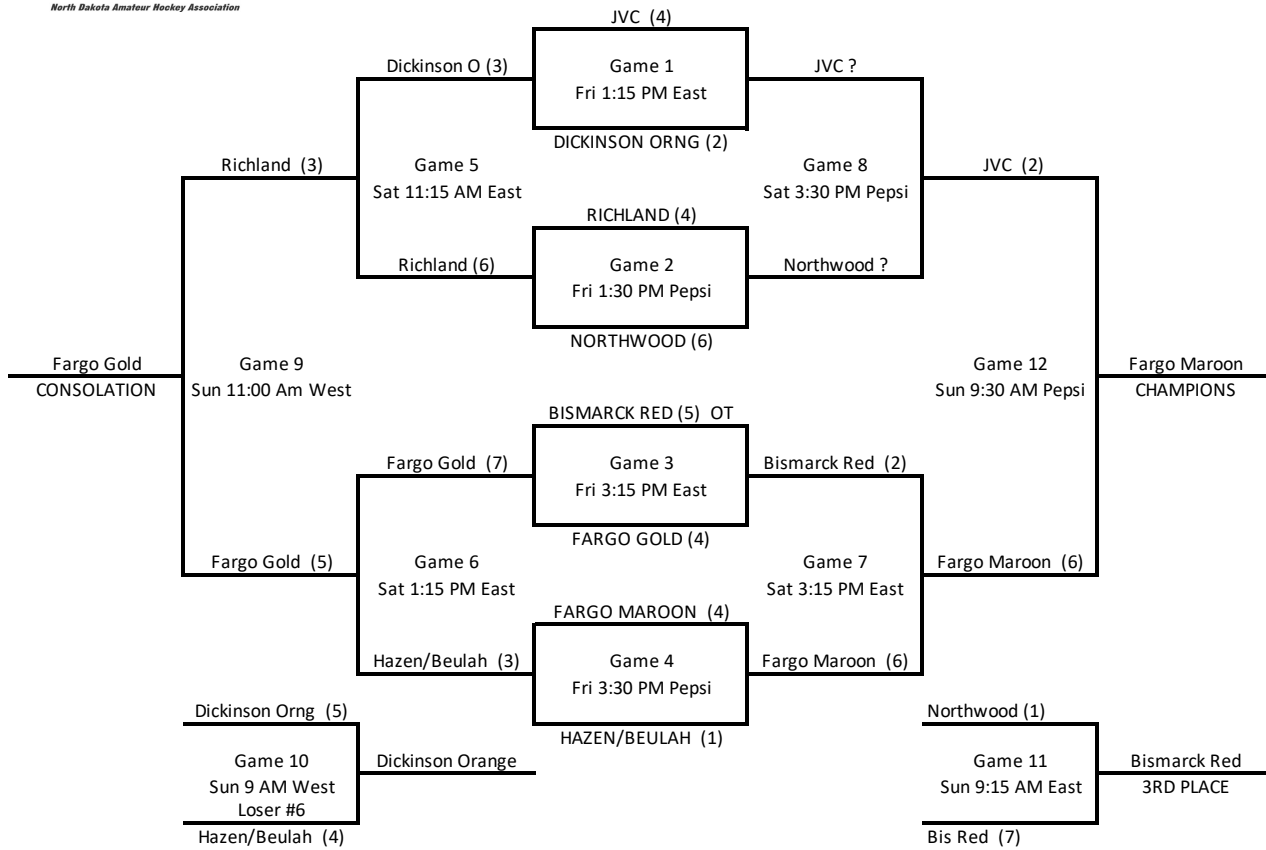 North Dakota Amateur Hockey Association
JVC (4)
Dickinson O (3)
Game 1
JVC ?
Fri 1:15 PM East
DICKINSON ORNG (2)
Richland (3)
Game 5
Game 8
JVC (2)
Sat 11:15 AM East
Sat 3:30 PM Pepsi
RICHLAND (4)
Richland (6)
Game 2
Northwood ?
Fri 1:30 PM Pepsi
NORTHWOOD (6)
Fargo Gold
Game 9
Game 12
Fargo Maroon
CONSOLATION
Sun 11:00 Am West
Sun 9:30 AM Pepsi
CHAMPIONS
BISMARCK RED (5) OT
Fargo Gold (7)
Game 3
Bismarck Red (2)
Fri 3:15 PM East
FARGO GOLD (4)
Fargo Gold (5)
Game 6
Game 7
Fargo Maroon (6)
Sat 1:15 PM East
Sat 3:15 PM East
FARGO MAROON (4)
Hazen/Beulah (3)
Game 4
Fargo Maroon (6)
Fri 3:30 PM Pepsi
Dickinson Orng (5)
Northwood (1)
HAZEN/BEULAH (1)
Game 10
Dickinson Orange
Game 11
Bismarck Red
Sun 9 AM West
Sun 9:15 AM East
3RD PLACE
Loser #6
Hazen/Beulah (4)
Bis Red (7)